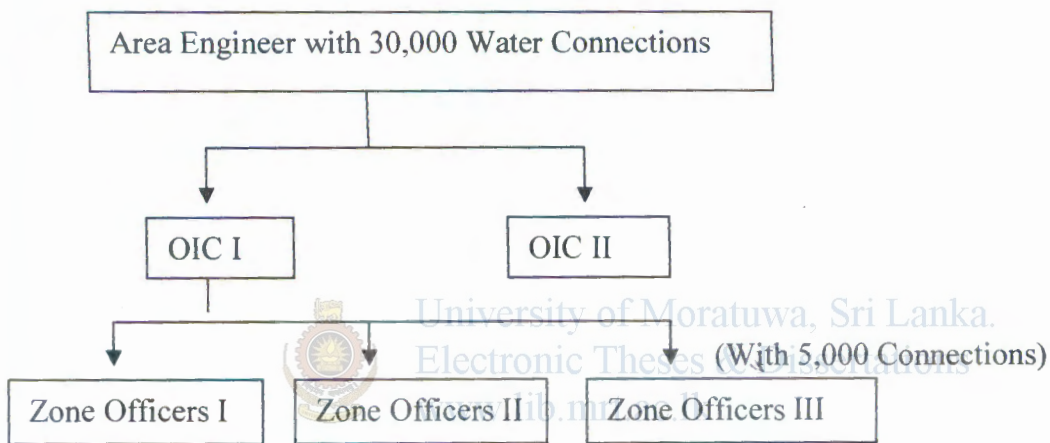 Area Engineer with 30,000 Water Connections
OIC I
OIC II
University of Moratuwa, Sri Lanka.
Electronic Theses & Dissertations
(With 5,000 Connections)
Zone Officers I
Zone Officers II
Zone Officers III